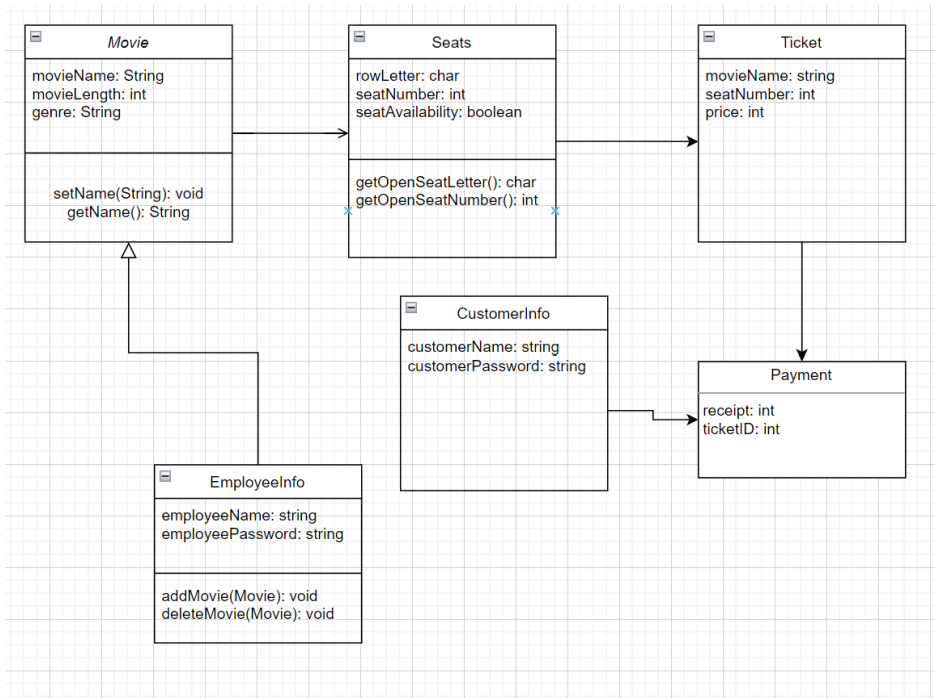 Movie
movieName: String
movieLength: int
genre: String
setName(String): void
getName(): String
Seats
rowLetter: char
seatNumber: int
seatAvailability: boolean
getOpenSeatLetter(): char
getOpenSeatNumber(): int
Ticket
movieName: string
seatNumber: int
price: int
CustomerInfo
customerName: string
customerPassword: string
Payment
receipt: int
ticketID: int
EmployeeInfo
employeeName: string
employeePassword: string
addMovie(Movie): void
deleteMovie(Movie): void